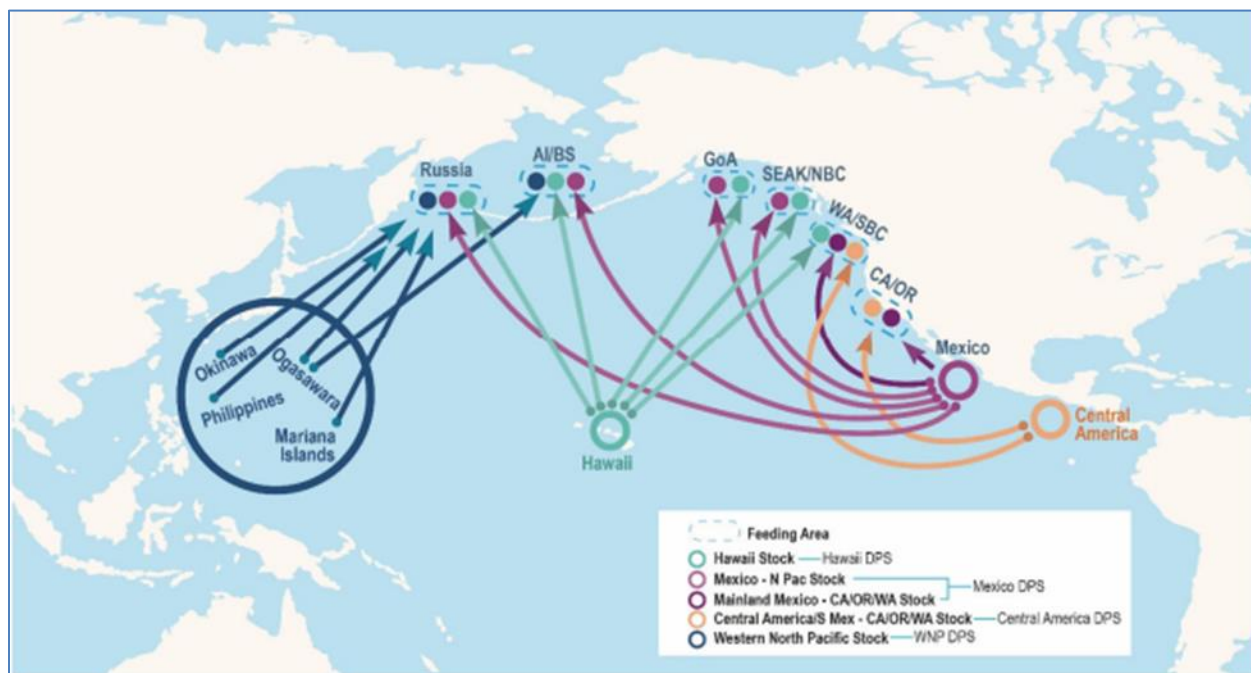 Russia
AI/BS
GoA
SEAK/NBC
WA/SBC
CA/OR
Mexico
Central
America
Hawaii
Okinawa
Ogasawara
Philippines
Mariana
Islands
Feeding Area
Hawaii Stock Hawaii DPS
Mexico - N Pac Stock
Mexico DPS
Mainland Mexico - CA/OR/WA Stock
Central America/S Mex - CA/OR/WA Stock Central America DPS
Western North Pacific Stock WNP DPS